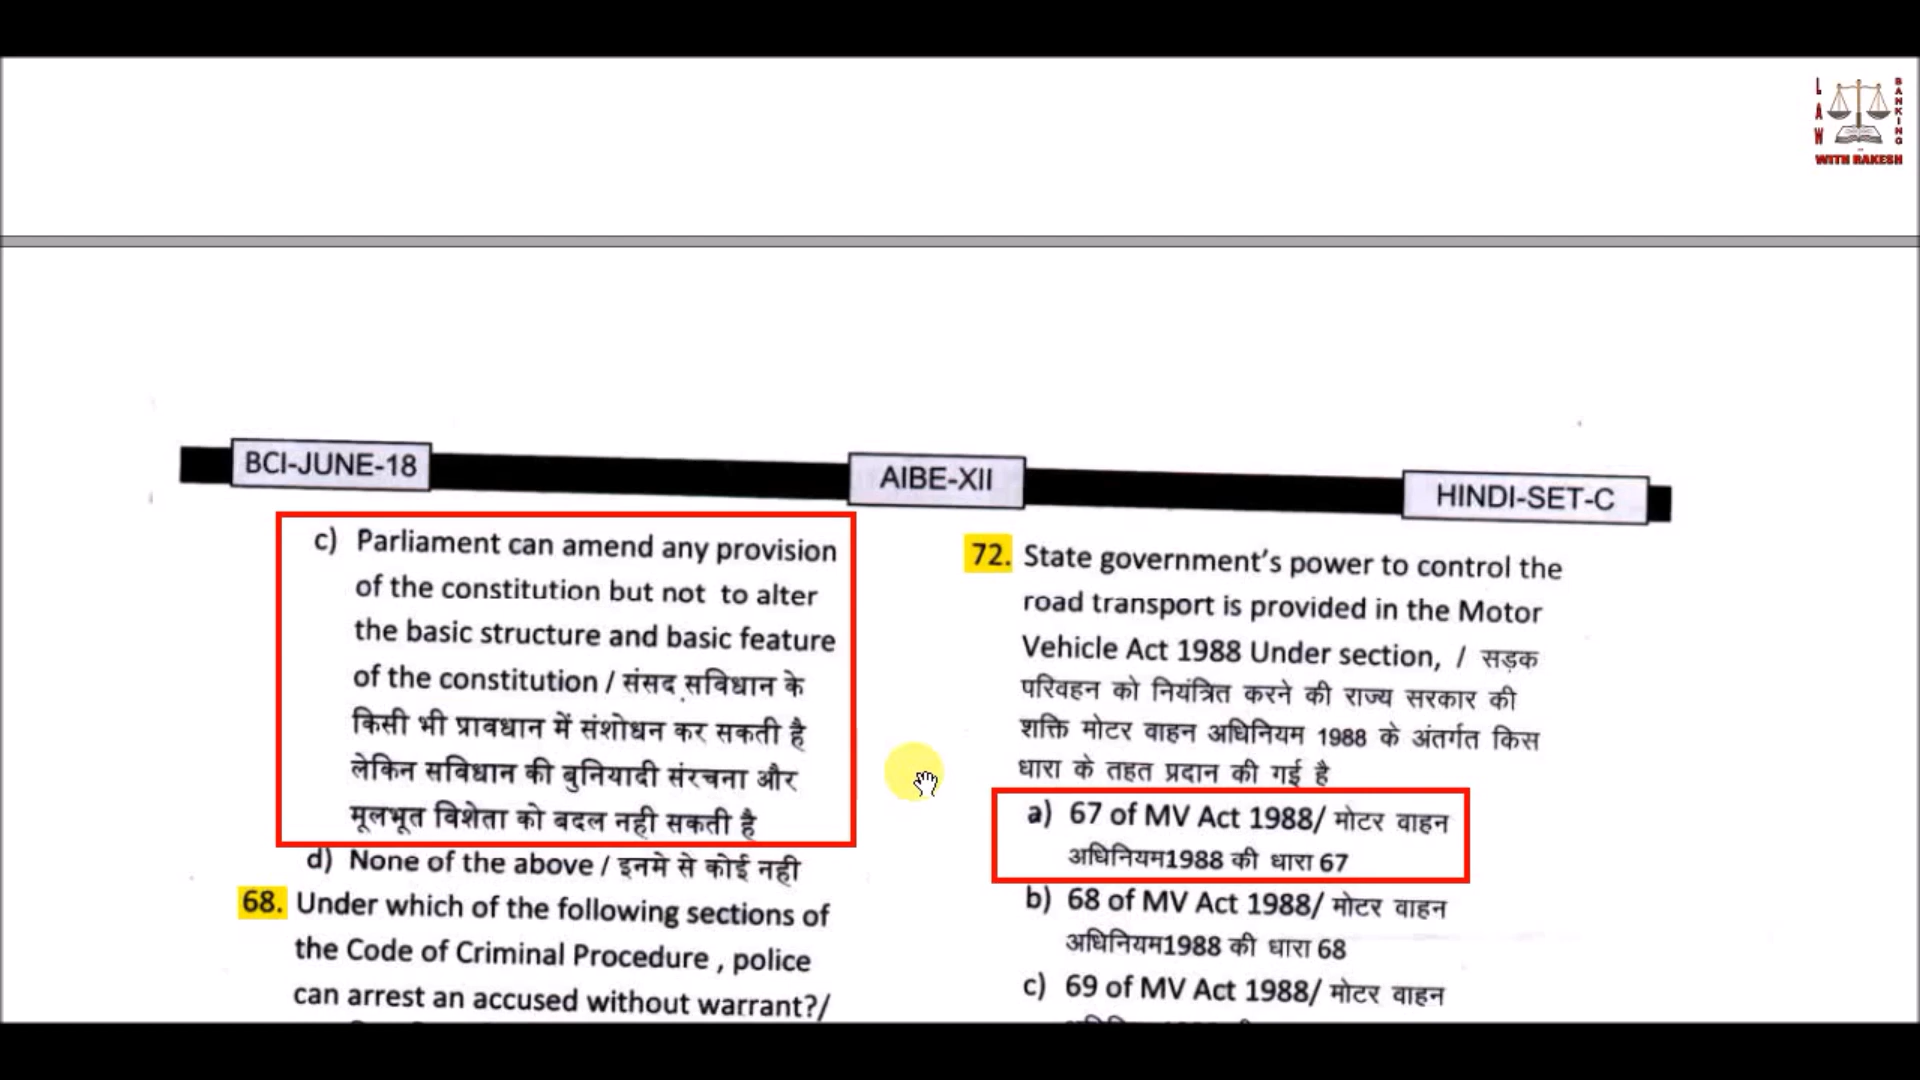 LAW
BANKING
WITH RAKESH
BCI-JUNE-18
AIBE-XII
HINDI-SET-C
c) Parliament can amend any provision
of the constitution but not to alter
the basic structure and basic feature
of the constitution / संसद सविधान के
किसी भी प्रावधान में संशोधन कर सकती है
लेकिन सविधान की बुनियादी संरचना और
मूलभूत विशेता को बदल नही सकती है
d) None of the above / इनमे से कोई नही
68. Under which of the following sections of
the Code of Criminal Procedure , police
can arrest an accused without warrant?/
72. State government's power to control the
road transport is provided in the Motor
Vehicle Act 1988 Under section, / सड़क
परिवहन को नियंत्रित करने की राज्य सरकार की
शक्ति मोटर वाहन अधिनियम 1988 के अंतर्गत किस
धारा के तहत प्रदान की गई है
a) 67 of MV Act 1988/ मोटर वाहन
अधिनियम1988 की धारा 67
b) 68 of MV Act 1988/ मोटर वाहन
अधिनियम1988 की धारा 68
c) 69 of MV Act 1988/ मोटर वाहन